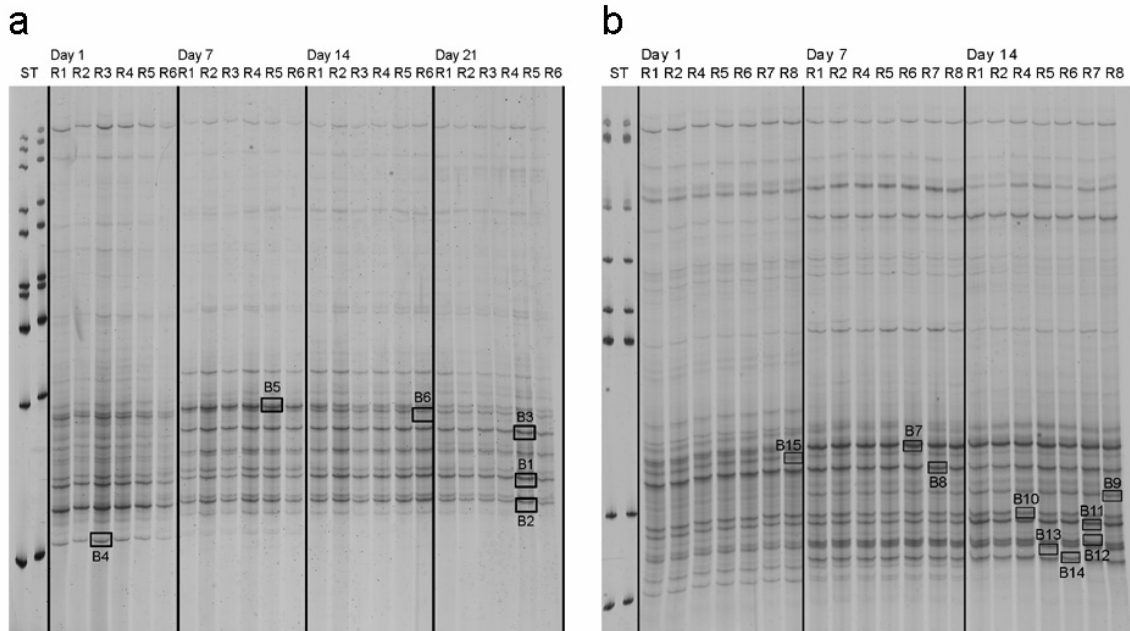 a
Day 1 Day 7 Day 14 Day 21
ST R1 R2 R3 R4 R5 R6 R1 R2 R3 R4 R5 R6 R1 R2 R3 R4 R5 R6 R1 R2 R3 R4 R5 R6
B5
B6
B3
B1
B2
B4
b
Day 1 Day 7 Day 14
ST R1 R2 R4 R5 R6 R7 R8 R1 R2 R4 R5 R6 R7 R8 R1 R2 R4 R5 R6 R7 R8
B7
B15
B8
B9
B10
B11
B13
B12
B14